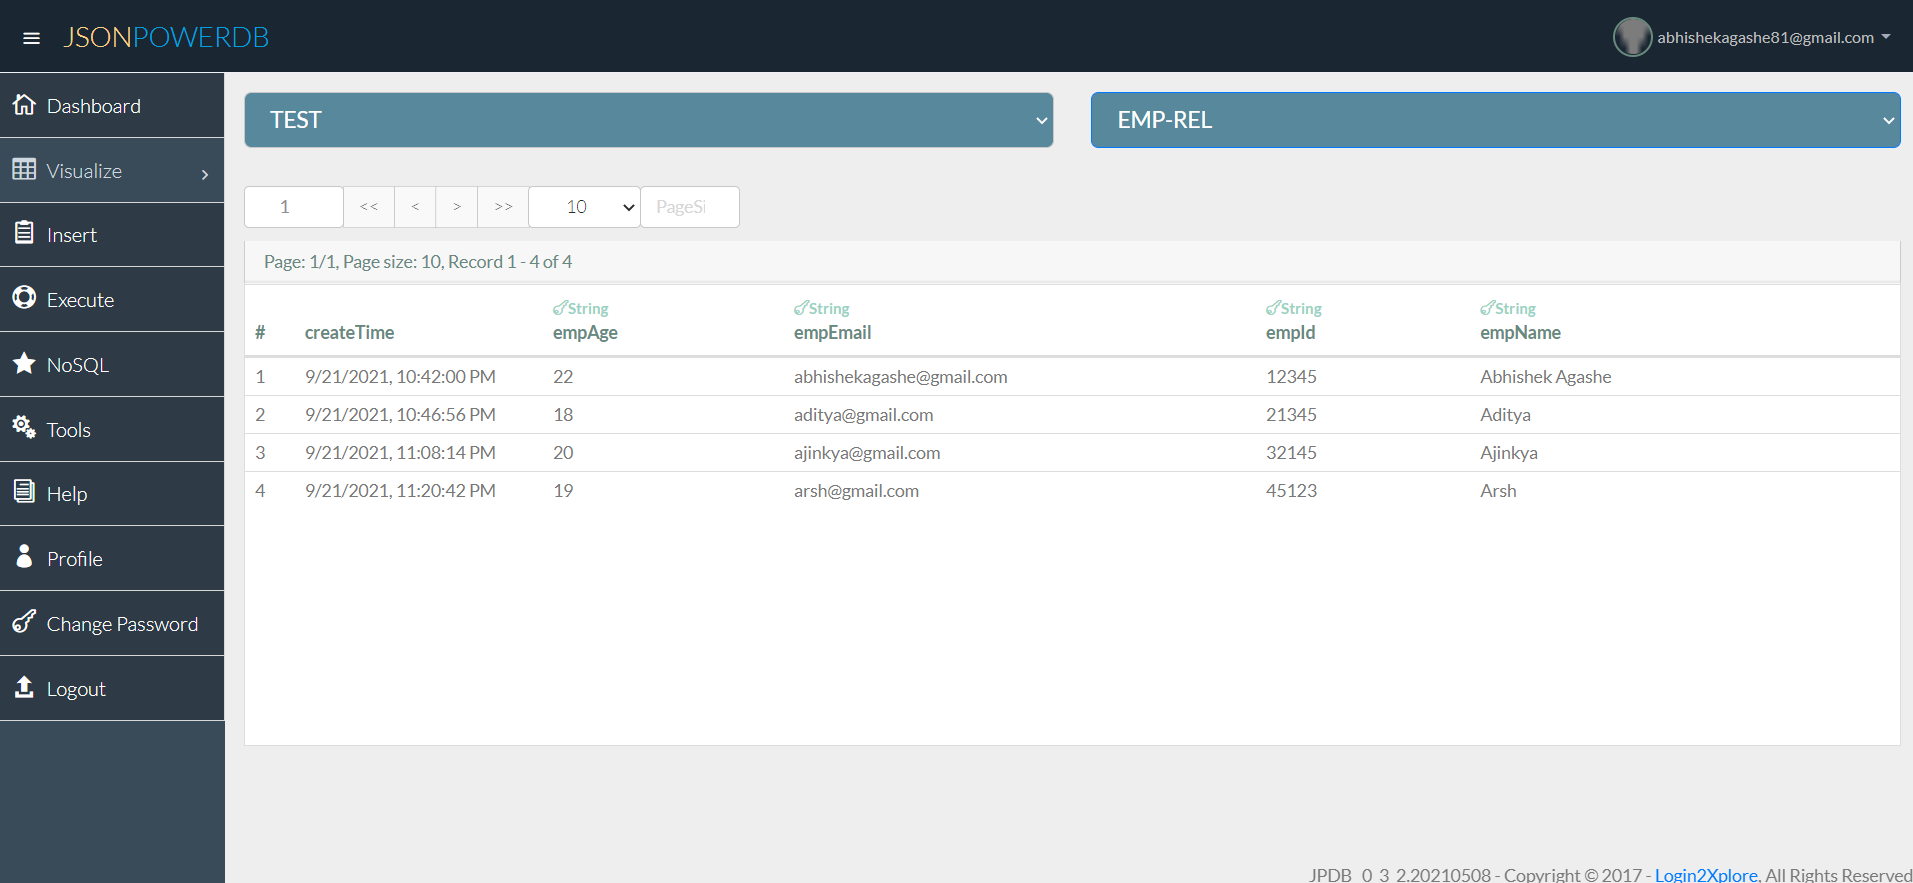 JSONPOWERDB
abhishekagashe81@gmail.com
Dashboard
Visualize
Insert
Execute
NoSQL
Tools
Help
Profile
Change Password
Logout
TEST
EMP-REL
1 << < > >> 10 PageSi
Page: 1/1, Page size: 10, Record 1 - 4 of 4
String String String String
# createTime empAge empEmail empId empName
1 9/21/2021, 10:42:00 PM 22 abhishekagashe@gmail.com 12345 Abhishek Agashe
2 9/21/2021, 10:46:56 PM 18 aditya@gmail.com 21345 Aditya
3 9/21/2021, 11:08:14 PM 20 ajinkya@gmail.com 32145 Ajinkya
4 9/21/2021, 11:20:42 PM 19 arsh@gmail.com 45123 Arsh
JPDB_0_3_2.20210508 - Copyright © 2017 - Login2Xplore, All Rights Reserved